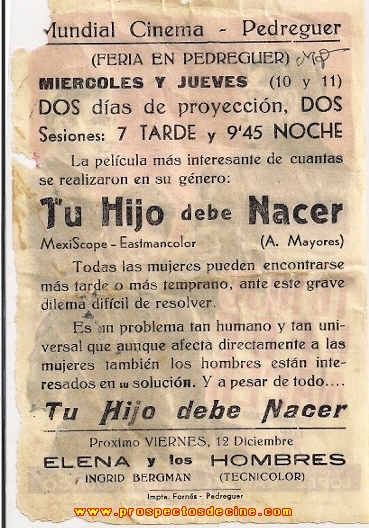 Mundial Cinema - Pedreguer
(FERIA EN PEDREGUER)
MIERCOLES Y JUEVES (10 y 11)
DOS días de proyección, DOS
Sesiones: 7 TARDE y 9'45 NOCHE
La película más interesante de cuantas
se realizaron en su género:
Tu Hijo debe Nacer
MexiScope - Eastmancolor (A. Mayores)
Todas las mujeres pueden encontrarse
más tarde o más temprano, ante este grave
dilema difícil de resolver.
Es un problema tan humano y tan uni-
versal que aunque afecta directamente a las
mujeres también los hombres están inte-
resados en su solución. Y a pesar de todo....
Tu Hijo debe Nacer
Proximo VIERNES, 12 Diciembre
ELENA y los HOMBRES
INGRID BERGMAN (TECNICOLOR)
Impta. Fornés - Pedreguer
www.prospectosdecine.com